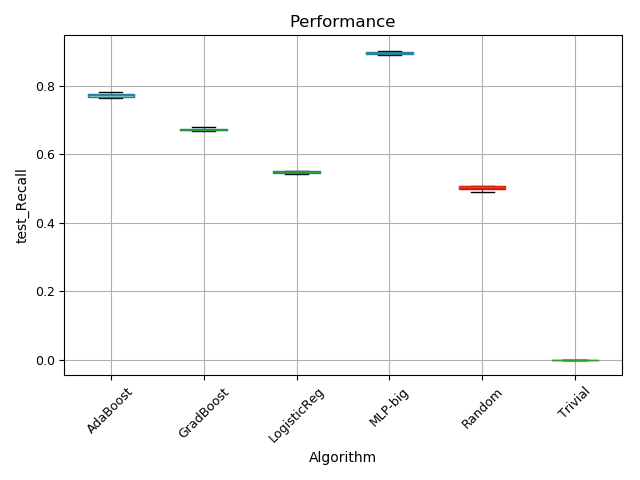 Performance
test_Recall
0.8
0.6
0.4
0.2
0.0
AdaBoost
GradBoost
LogisticReg
MLP-big
Random
Trivial
Algorithm